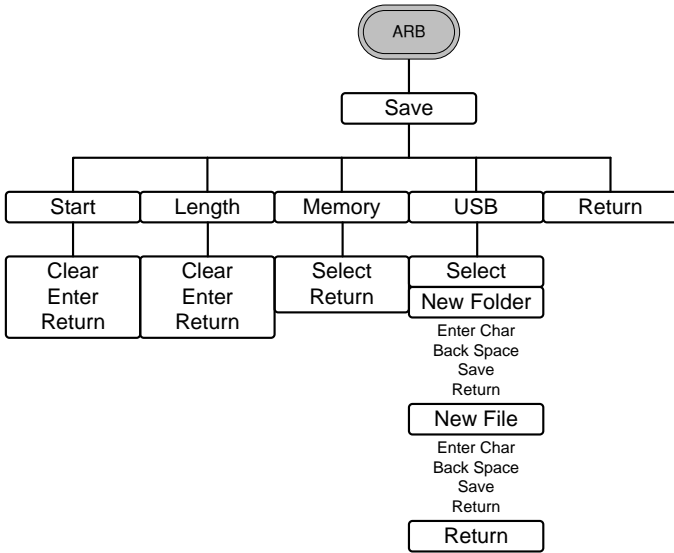 ARB
Save
Start
Length
Memory
USB
Return
Clear
Enter
Return
Clear
Enter
Return
Select
Return
Select
New Folder
Enter Char
Back Space
Save
Return
New File
Enter Char
Back Space
Save
Return
Return